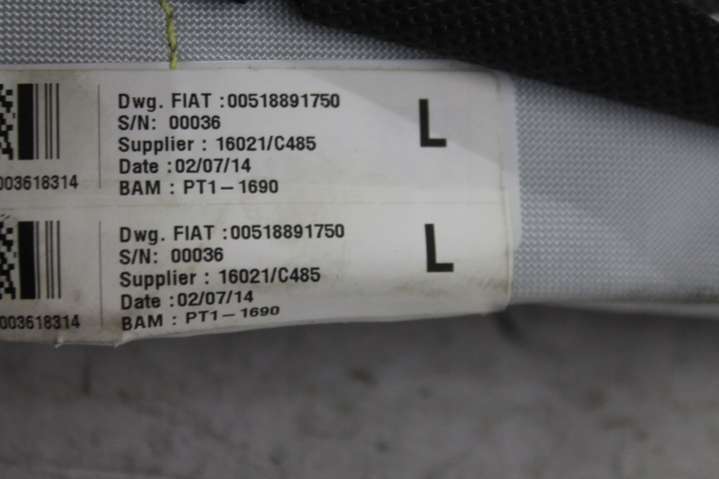 Dwg. FIAT :00518891750
S/N: 00036
Supplier : 16021/C485
Date : 02/07/14
BAM : PT1-1690
L
003618314
Dwg. FIAT :00518891750
S/N: 00036
Supplier : 16021/C485
Date : 02/07/14
BAM : PT1-1690
L
003618314